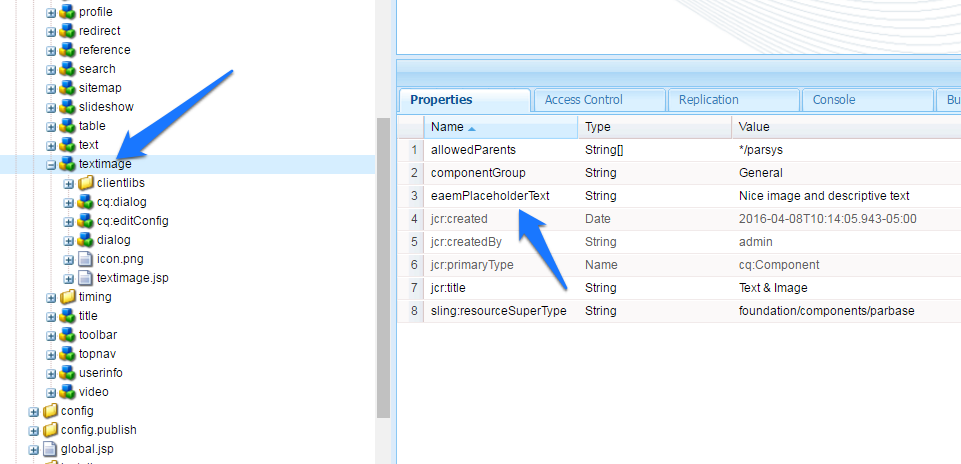 profile
redirect
reference
search
sitemap
slideshow
table
text
textimage
clientlibs
cq:dialog
cq:editConfig
dialog
icon.png
textimage.jsp
timing
title
toolbar
topnav
userinfo
video
config
config.publish
global.jsp
Properties Access Control Replication Console Bu
Name Type Value
1 allowedParents String[] */parsys
2 componentGroup String General
3 eaemPlaceholderText String Nice image and descriptive text
4 jcr:created Date 2016-04-08T10:14:05.943-05:00
5 jcr:createdBy String admin
6 jcr:primaryType Name cq:Component
7 jcr:title String Text & Image
8 sling:resourceSuperType String foundation/components/parbase